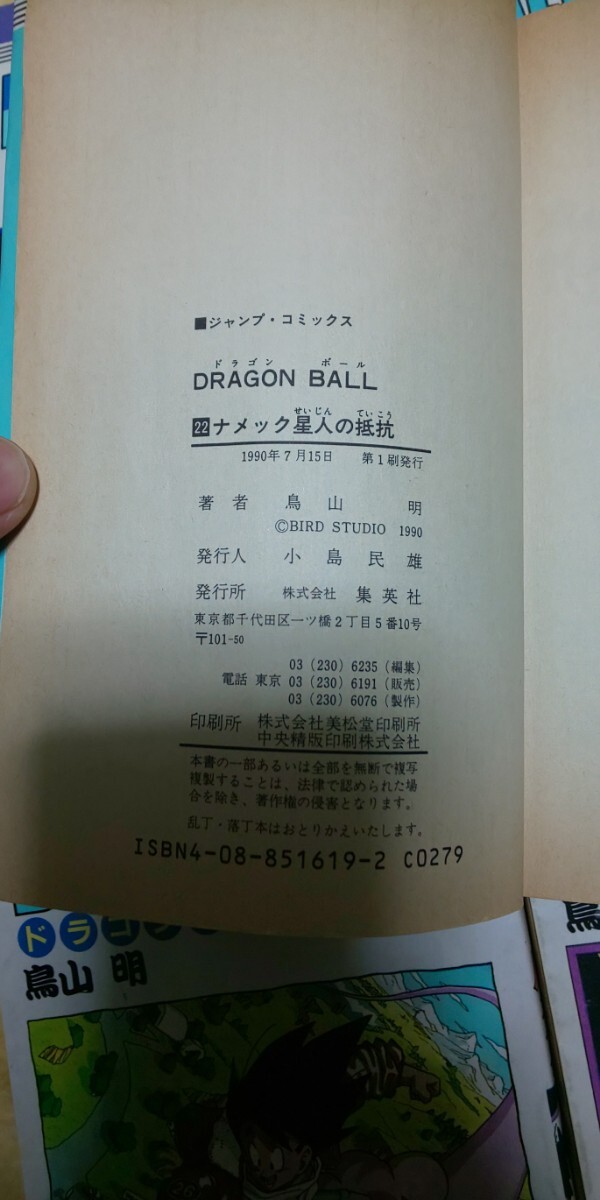 ■ジャンプ・コミックス
ドラゴン ボール
DRAGON BALL
せいじん ていこう
22 ナメック星人の抵抗
1990年7月15日 第1刷発行
著者 鳥山 明
©BIRD STUDIO 1990
発行人 小島民雄
発行所 株式会社 集英社
東京都千代田区一ツ橋2丁目5番10号
〒101-50
03(230)6235(編集)
電話 東京 03(230)6191(販売)
03(230)6076(製作)
印刷所 株式会社美松堂印刷所
中央精版印刷株式会社
本書の一部あるいは全部を無断で複写
複製することは、法律で認められた場
合を除き、著作権の侵害となります。
乱丁・落丁本はおとりかえいたします。
ISBN4-08-851619-2 C0279
ドラゴン
鳥山 明